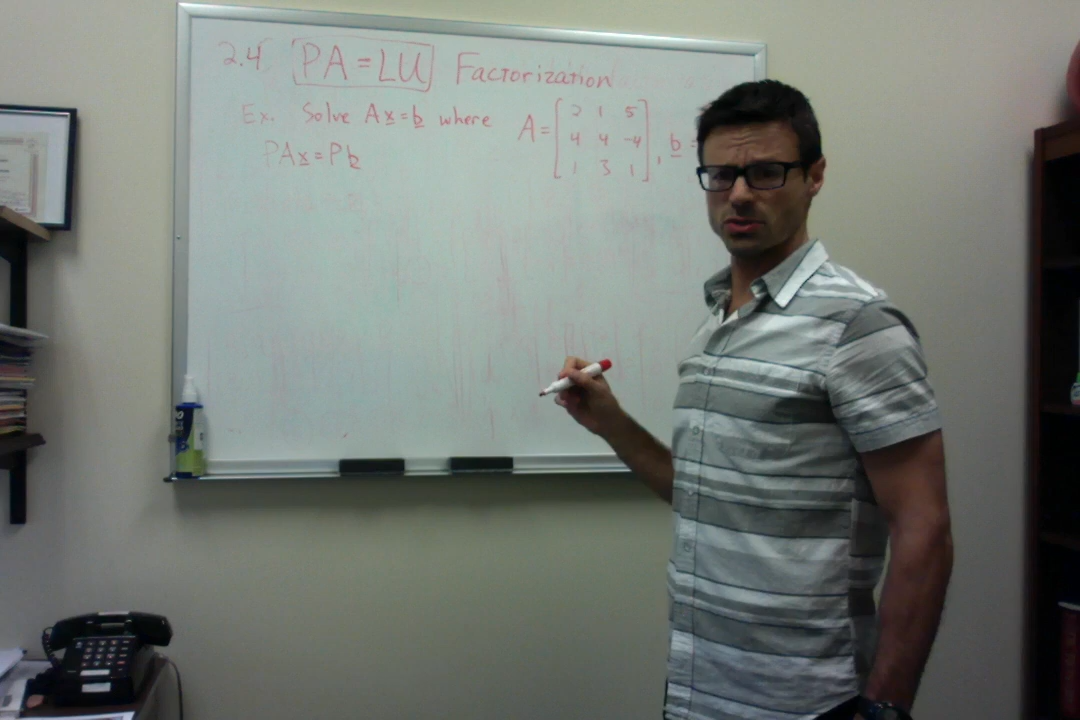 2.4 PA = LU Factorization
Ex. Solve Ax = b where A = [2 1 5
4 4 -4
1 3 1], b =
PAx = Pb